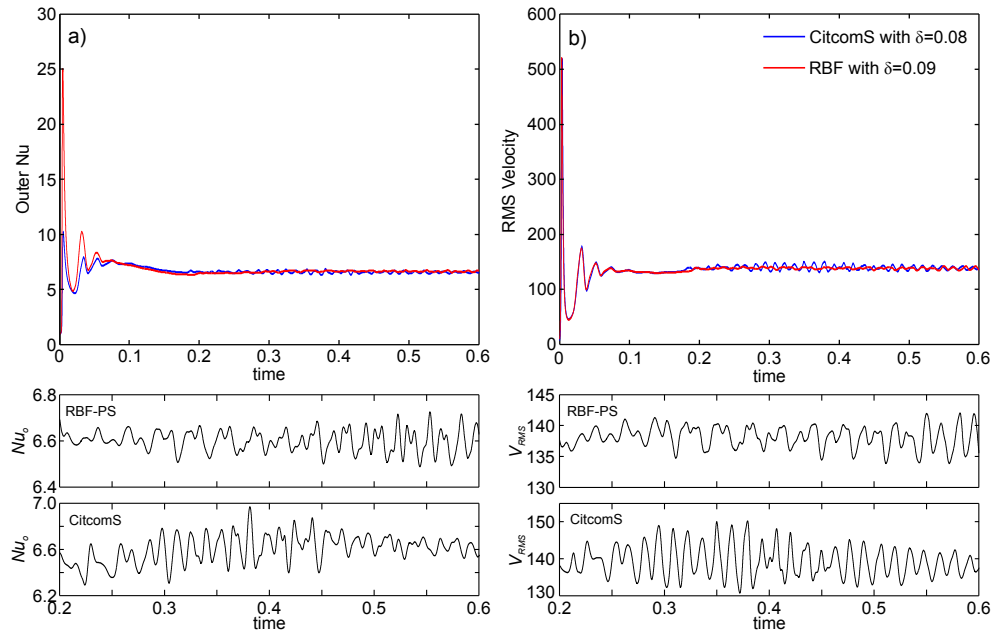 a)
30
25
20
15
10
5
0
Outer Nu
0 0.1 0.2 0.3 0.4 0.5 0.6
time
b)
CitcomS with δ=0.08
RBF with δ=0.09
600
500
400
300
200
100
0
RMS Velocity
0 0.1 0.2 0.3 0.4 0.5 0.6
time
RBF-PS
6.8
6.6
6.4
Nuo
CitcomS
7.0
6.6
6.2
Nuo
0.2 0.3 0.4 0.5 0.6
time
RBF-PS
145
140
135
130
VRMS
CitcomS
150
140
130
VRMS
0.2 0.3 0.4 0.5 0.6
time